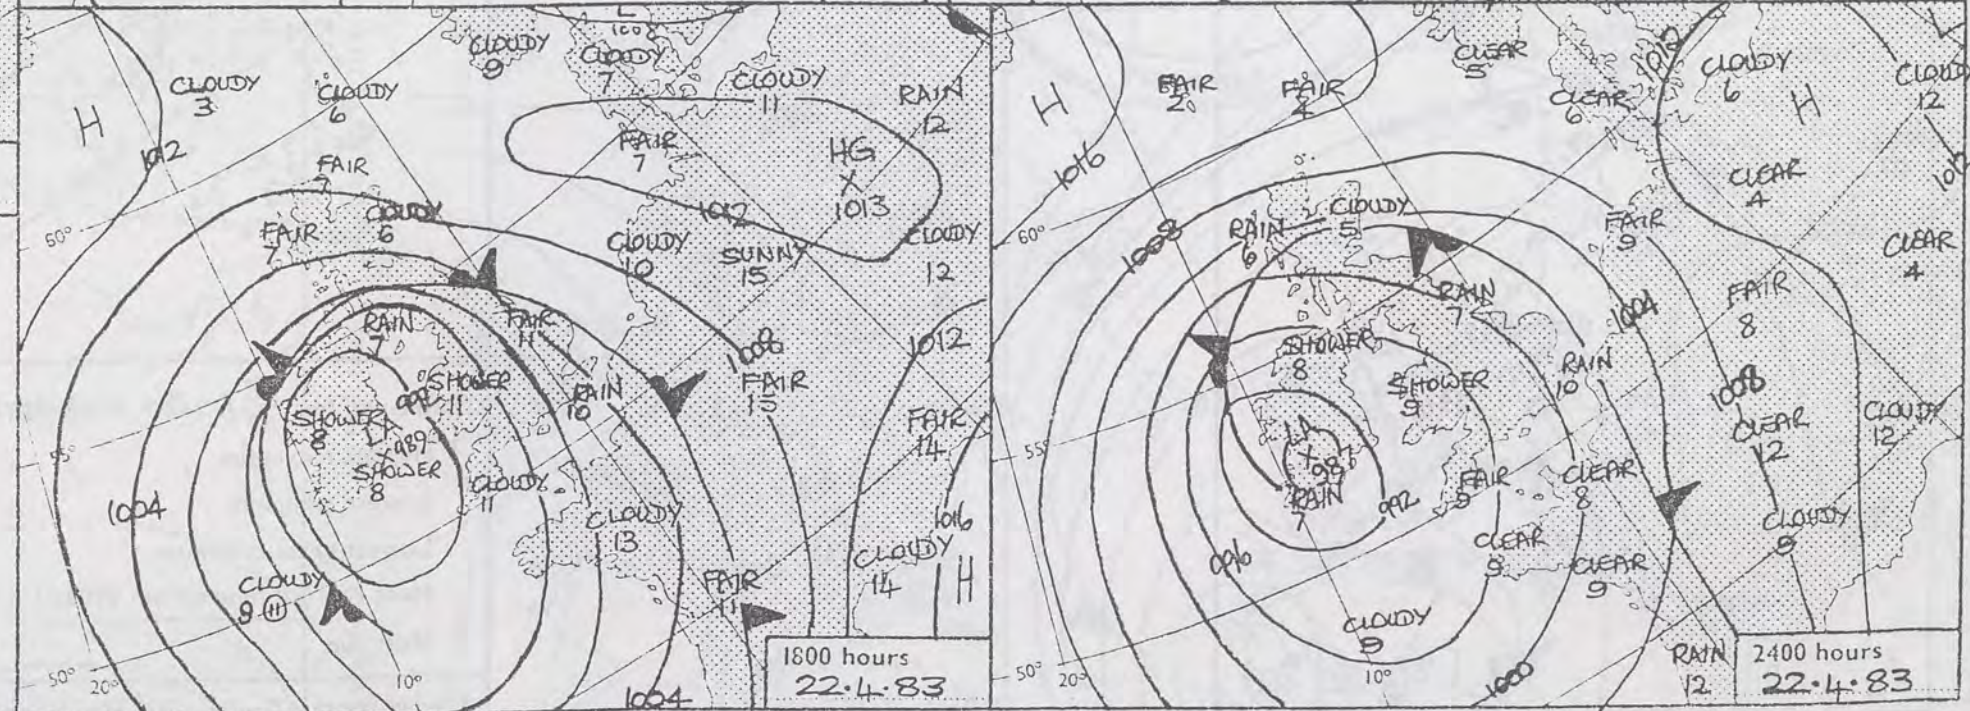 L
1008
CLOUDY
9
CLOUDY
7
CLOUDY
3
CLOUDY
6
CLOUDY
11
RAIN
12
H
1012
FAIR
7
HG
X
1013
FAIR
7
60°
CLOUDY
6
FAIR
7
1012
CLOUDY
10
SUNNY
15
CLOUDY
12
RAIN
7
FAIR
11
1008
1012
SHOWER
11
992
RAIN
10
FAIR
15
SHOWER
8
L
X 989
FAIR
14
55°
SHOWER
8
CLOUDY
11
1004
CLOUDY
13
1016
CLOUDY
14
H
CLOUDY
9 (11)
FAIR
11
50°
20°
10°
1004
1800 hours
22.4.83
CLEAR
5
1012
CLOUDY
6
CLOUDY
12
H
FAIR
2
FAIR
4
CLEAR
6
H
1016
CLEAR
4
60°
1008
RAIN
6
CLOUDY
5
FAIR
9
CLEAR
4
RAIN
7
1004
FAIR
8
SHOWER
8
SHOWER
9
RAIN
10
1008
CLEAR
12
CLOUDY
12
55°
X 987
RAIN
7
992
FAIR
9
CLEAR
8
CLOUDY
9
996
CLEAR
9
CLEAR
9
CLOUDY
9
50°
20°
10°
1000
RAIN
12
2400 hours
22.4.83